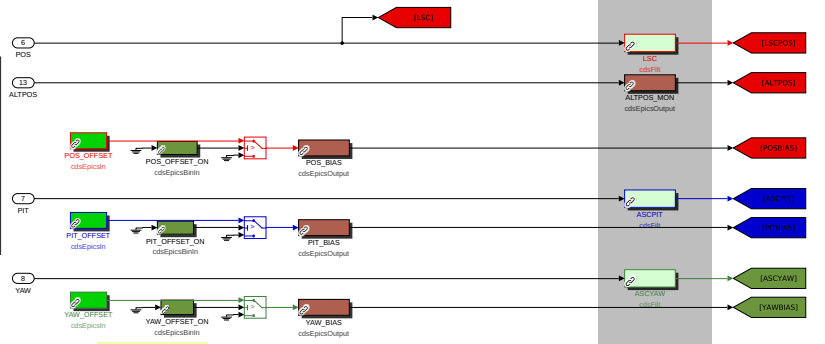 [LSC]
6
POS
LSC
cdsFilt
[LSCPOS]
13
ALTPOS
ALTPOS_MON
cdsEpicsOutput
[ALTPOS]
POS_OFFSET
cdsEpicsIn
POS_OFFSET_ON
cdsEpicsBinIn
>
POS_BIAS
cdsEpicsOutput
[POSBIAS]
7
PIT
ASCPIT
cdsFilt
[ASCPIT]
PIT_OFFSET
cdsEpicsIn
PIT_OFFSET_ON
cdsEpicsBinIn
>
PIT_BIAS
cdsEpicsOutput
[PITBIAS]
8
YAW
ASCYAW
cdsFilt
[ASCYAW]
YAW_OFFSET
cdsEpicsIn
YAW_OFFSET_ON
cdsEpicsBinIn
>
YAW_BIAS
cdsEpicsOutput
[YAWBIAS]